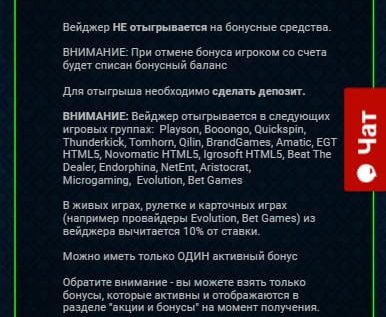 Вейджер НЕ отыгрывается на бонусные средства.
ВНИМАНИЕ: При отмене бонуса игроком со счета
будет списан бонусный баланс
Для отыгрыша необходимо сделать депозит.
ВНИМАНИЕ: Вейджер отыгрывается в следующих
игровых группах: Playson, Booongo, Quickspin,
Thunderkick, Tomhorn, Qilin, BrandGames, Amatic, EGT
HTML5, Novomatic HTML5, Igrosoft HTML5, Beat The
Dealer, Endorphina, NetEnt, Aristocrat,
Microgaming, Evolution, Bet Games
В живых играх, рулетке и карточных играх
(например провайдеры Evolution, Bet Games) из
вейджера вычитается 10% от ставки.
Можно иметь только ОДИН активный бонус
Обратите внимание - вы можете взять только
бонусы, которые активны и отображаются в
разделе "акции и бонусы" на момент получения.
Чат